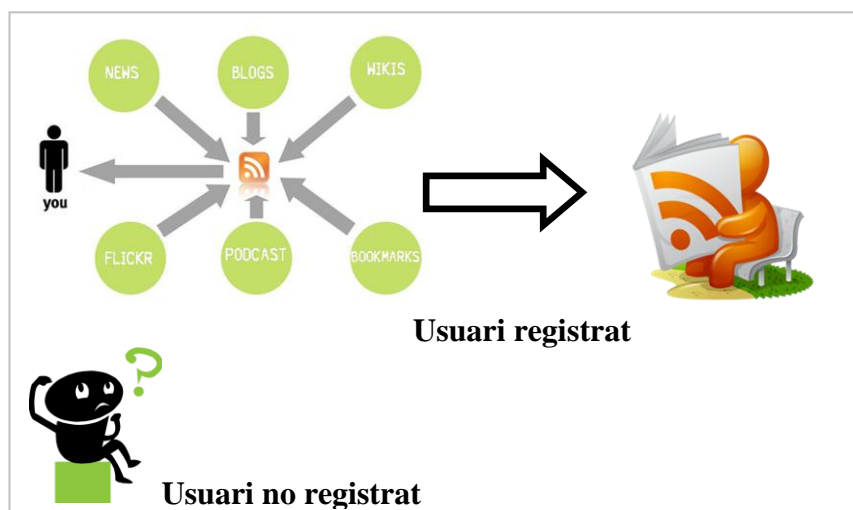 NEWS
BLOGS
WIKIS
you
FLICKR
PODCAST
BOOKMARKS
Usuari registrat
?
Usuari no registrat